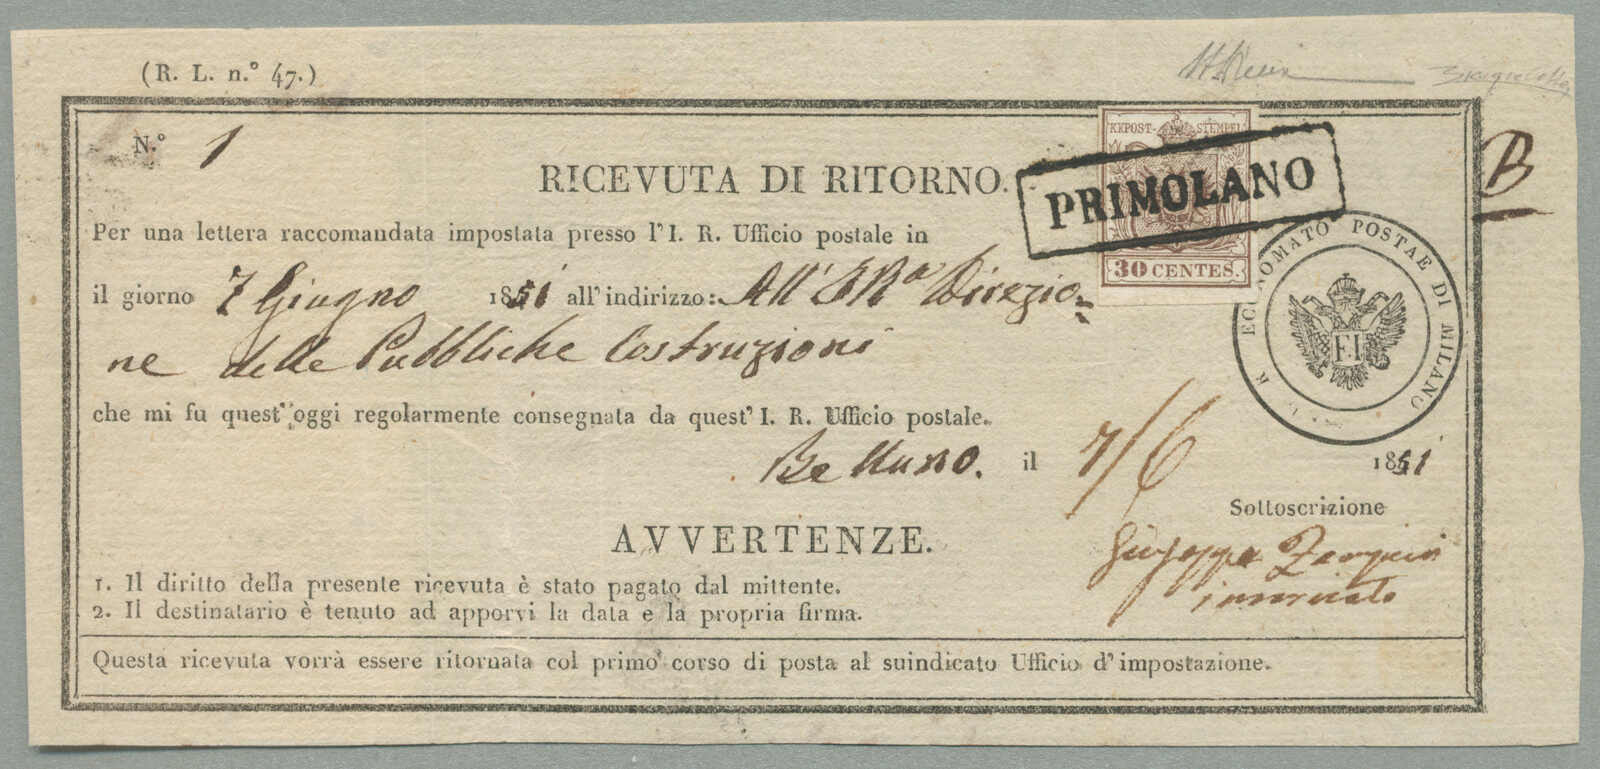 (R. L. n.° 47.)
N.° 1
B
KKPOST-STEMPEL
30 CENTES.
PRIMOLANO
RICEVUTA DI RITORNO.
Per una lettera raccomandata impostata presso l'I. R. Ufficio postale in
il giorno 7 Giugno 1851 all'indirizzo: All' I Ra Direzio=
ne delle Pubbliche Costruzioni
ECONOMATO POSTAE DI MILANO
F.I
che mi fu quest'oggi regolarmente consegnata da quest'I. R. Ufficio postale.
Belluno. il 7/6 1851
Sottoscrizione
Giuseppe
AVVERTENZE.
1. Il diritto della presente ricevuta è stato pagato dal mittente.
2. Il destinatario è tenuto ad apporvi la data e la propria firma.
Questa ricevuta vorrà essere ritornata col primo corso di posta al suindicato Ufficio d'impostazione.